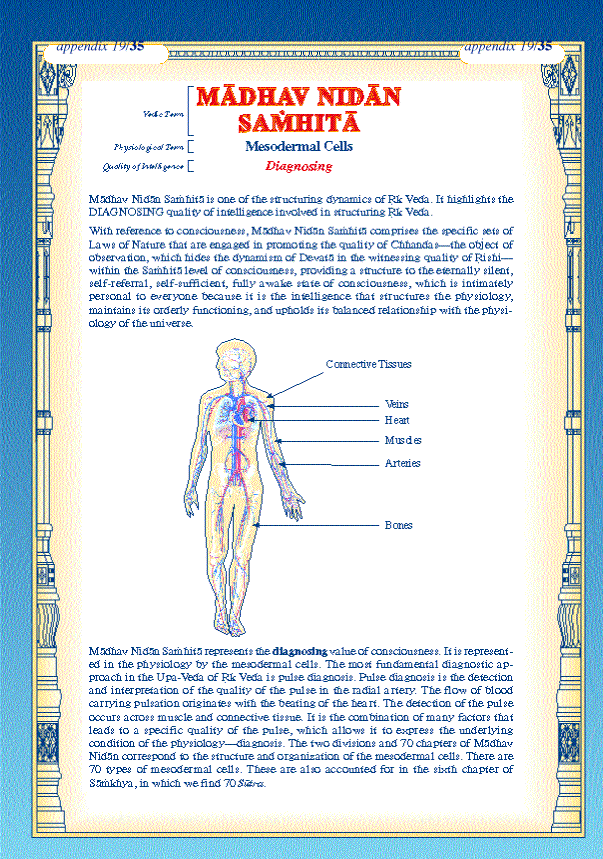 appendix 19/35
appendix 19/35
Vedic Term
MĀDHAV NIDĀN
SAṀHITĀ
Physiological Term
Mesodermal Cells
Quality of Intelligence
Diagnosing
Mādhav Nidān Saṁhitā is one of the structuring dynamics of Ṛk Veda. It highlights the
DIAGNOSING quality of intelligence involved in structuring Ṛk Veda.
With reference to consciousness, Mādhav Nidān Saṁhitā comprises the specific sets of
Laws of Nature that are engaged in promoting the quality of Chhandas—the object of
observation, which hides the dynamism of Devatā in the witnessing quality of Ṛishi—
within the Saṁhitā level of consciousness, providing a structure to the eternally silent,
self-referral, self-sufficient, fully awake state of consciousness, which is intimately
personal to everyone because it is the intelligence that structures the physiology,
maintains its orderly functioning, and upholds its balanced relationship with the physi-
ology of the universe.
Connective Tissues
Veins
Heart
Muscles
Arteries
Bones
Mādhav Nidān Saṁhitā represents the diagnosing value of consciousness. It is represent-
ed in the physiology by the mesodermal cells. The most fundamental diagnostic ap-
proach in the Upa-Veda of Ṛk Veda is pulse diagnosis. Pulse diagnosis is the detection
and interpretation of the quality of the pulse in the radial artery. The flow of blood
carrying pulsation originates with the beating of the heart. The detection of the pulse
occurs across muscle and connective tissue. It is the combination of many factors that
leads to a specific quality of the pulse, which allows it to express the underlying
condition of the physiology—diagnosis. The two divisions and 70 chapters of Mādhav
Nidān correspond to the structure and organization of the mesodermal cells. There are
70 types of mesodermal cells. These are also accounted for in the sixth chapter of
Sāṁkhya, in which we find 70 Sūtra.